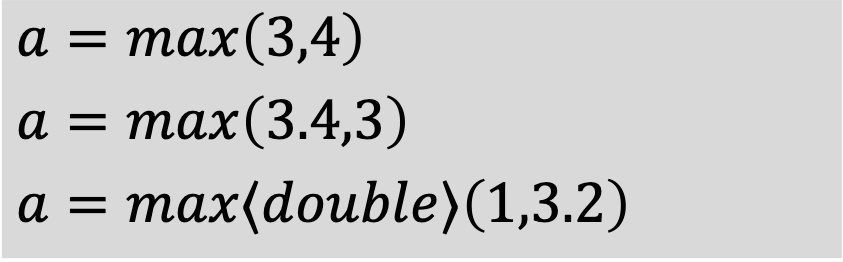 a = max(3,4)
a = max(3.4,3)
a = max⟨double⟩(1,3.2)